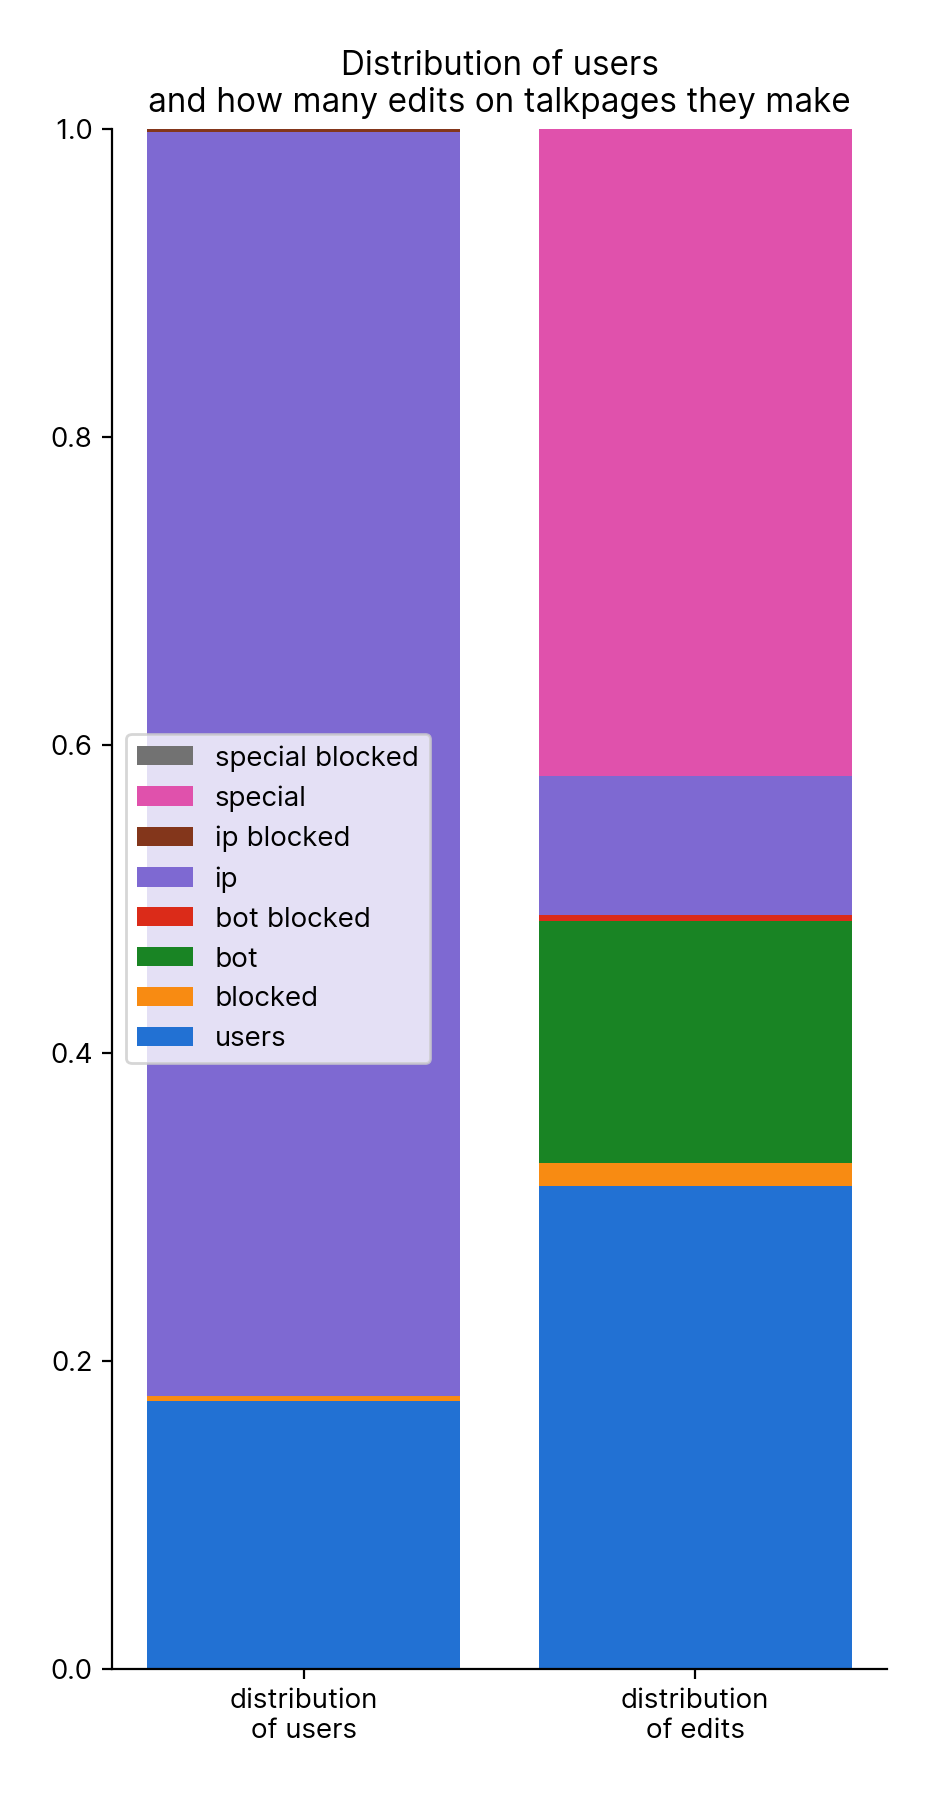 Distribution of users
and how many edits on talkpages they make
1.0
0.8
0.6
0.4
0.2
0.0
special blocked
special
ip blocked
ip
bot blocked
bot
blocked
users
distribution
of users
distribution
of edits